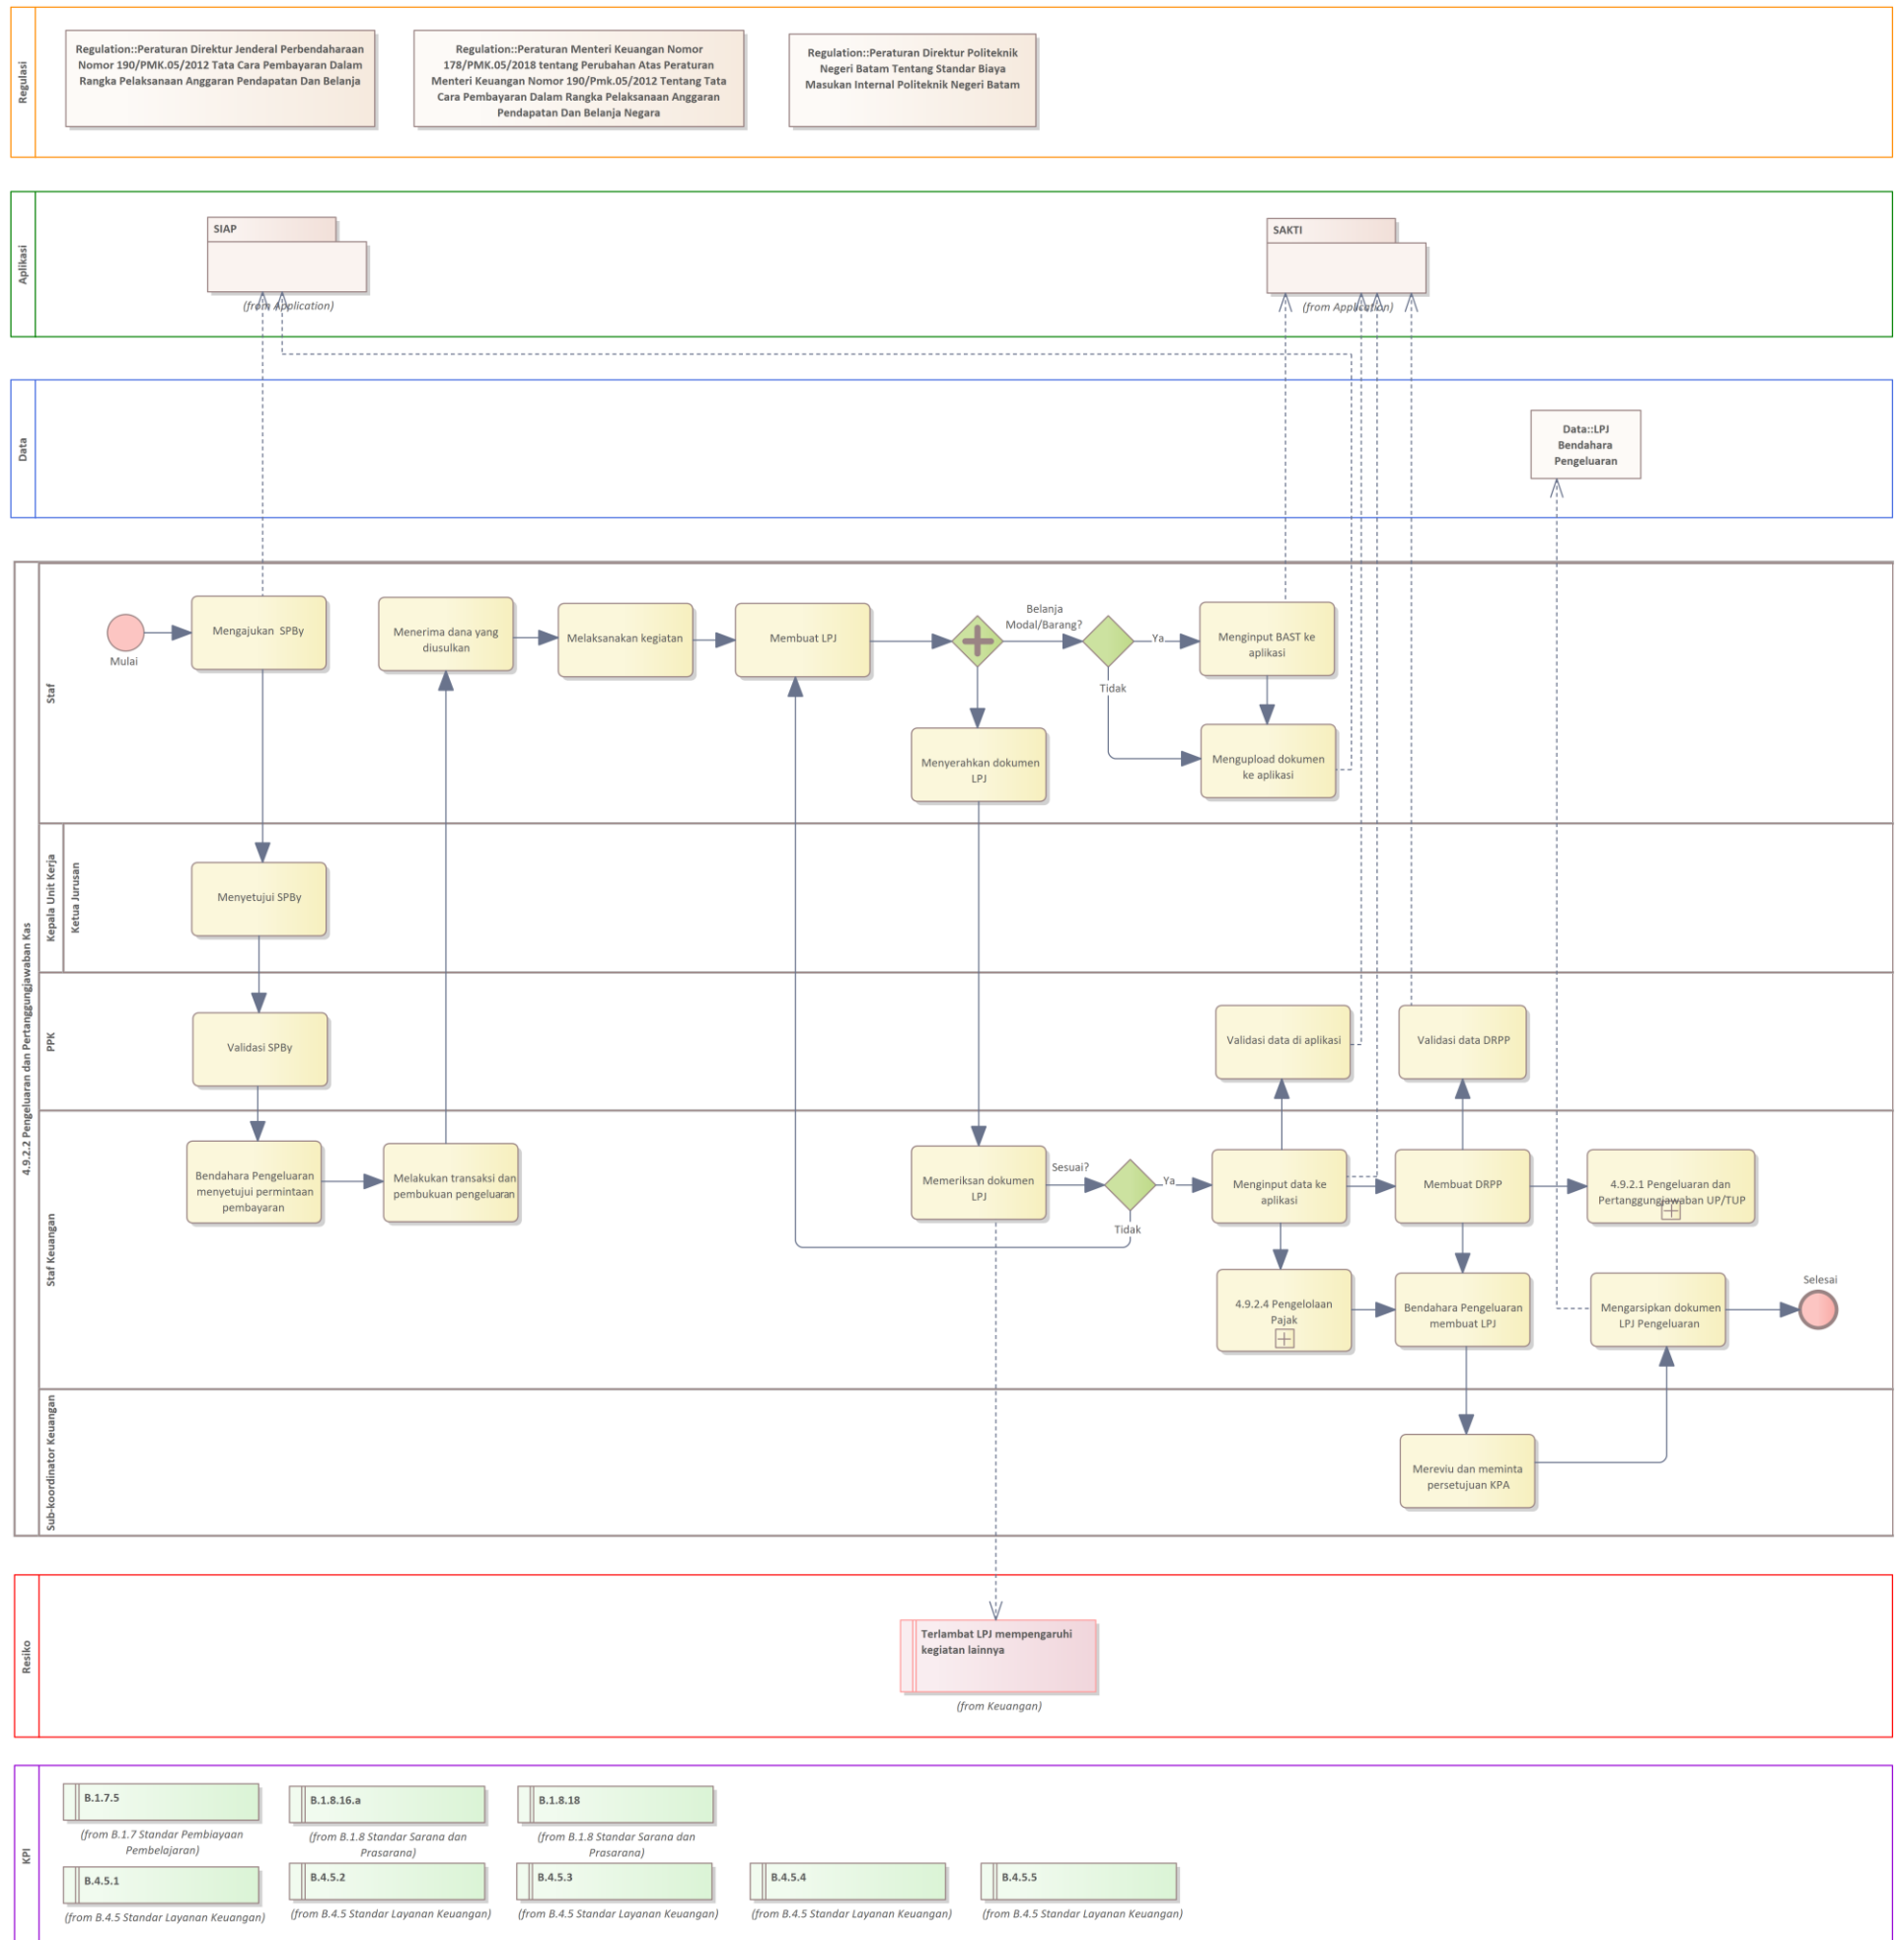 Regulasi
Regulation::Peraturan Direktur Jenderal Perbendaharaan
Nomor 190/PMK.05/2012 Tata Cara Pembayaran Dalam
Rangka Pelaksanaan Anggaran Pendapatan Dan Belanja
Regulation::Peraturan Menteri Keuangan Nomor
178/PMK.05/2018 tentang Perubahan Atas Peraturan
Menteri Keuangan Nomor 190/Pmk.05/2012 Tentang Tata
Cara Pembayaran Dalam Rangka Pelaksanaan Anggaran
Pendapatan Dan Belanja Negara
Regulation::Peraturan Direktur Politeknik
Negeri Batam Tentang Standar Biaya
Masukan Internal Politeknik Negeri Batam
Aplikasi
SIAP
(from Application)
SAKTI
(from Application)
Data
Data::LPJ
Bendahara
Pengeluaran
4.9.2.2 Pengeluaran dan Pertanggungjawaban Kas
Staf
Mulai
Mengajukan SPBy
Menerima dana yang
diusulkan
Melaksanakan kegiatan
Membuat LPJ
Belanja
Modal/Barang?
Ya
Tidak
Menginput BAST ke
aplikasi
Menyerahkan dokumen
LPJ
Mengupload dokumen
ke aplikasi
Kepala Unit Kerja
Ketua Jurusan
Menyetujui SPBy
PPK
Validasi SPBy
Validasi data di aplikasi
Validasi data DRPP
Staf Keuangan
Bendahara Pengeluaran
menyetujui permintaan
pembayaran
Melakukan transaksi dan
pembukuan pengeluaran
Memeriksan dokumen
LPJ
Sesuai?
Ya
Tidak
Menginput data ke
aplikasi
Membuat DRPP
4.9.2.1 Pengeluaran dan
Pertanggungjawaban UP/TUP
4.9.2.4 Pengelolaan
Pajak
Bendahara Pengeluaran
membuat LPJ
Mengarsipkan dokumen
LPJ Pengeluaran
Selesai
Sub-koordinator Keuangan
Mereviu dan meminta
persetujuan KPA
Resiko
Terlambat LPJ mempengaruhi
kegiatan lainnya
(from Keuangan)
KPI
B.1.7.5
(from B.1.7 Standar Pembiayaan
Pembelajaran)
B.1.8.16.a
(from B.1.8 Standar Sarana dan
Prasarana)
B.1.8.18
(from B.1.8 Standar Sarana dan
Prasarana)
B.4.5.1
(from B.4.5 Standar Layanan Keuangan)
B.4.5.2
(from B.4.5 Standar Layanan Keuangan)
B.4.5.3
(from B.4.5 Standar Layanan Keuangan)
B.4.5.4
(from B.4.5 Standar Layanan Keuangan)
B.4.5.5
(from B.4.5 Standar Layanan Keuangan)